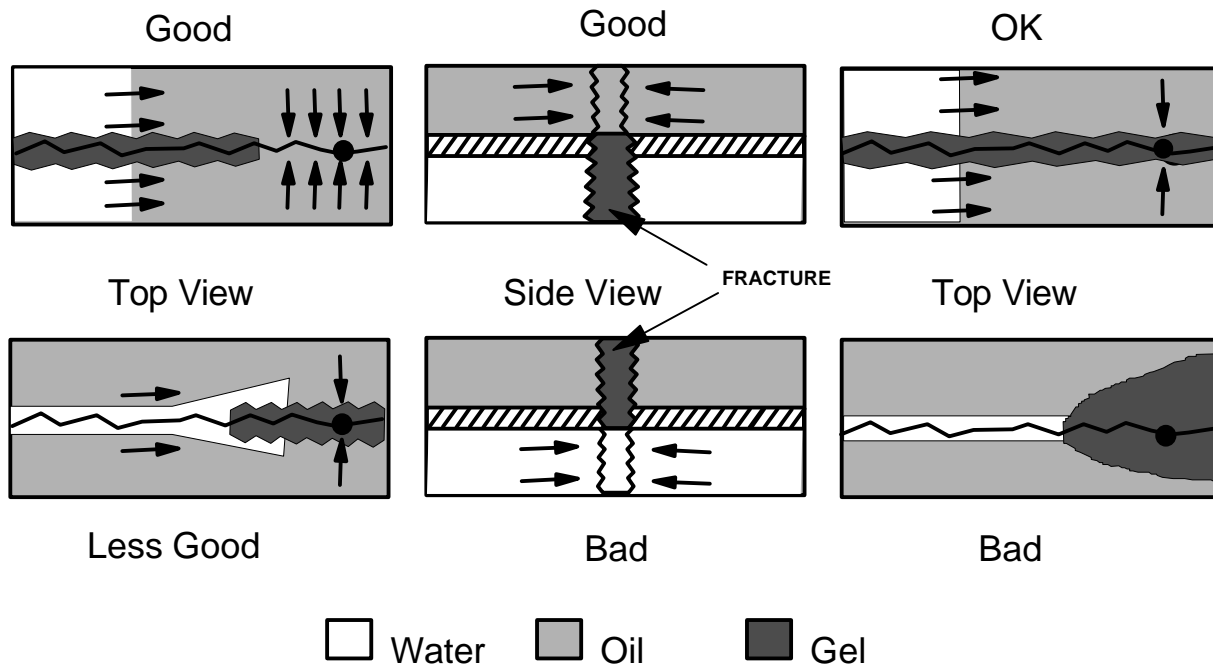 Good
Good
OK
Top View
Side View
FRACTURE
Top View
Less Good
Bad
Bad
Water
Oil
Gel